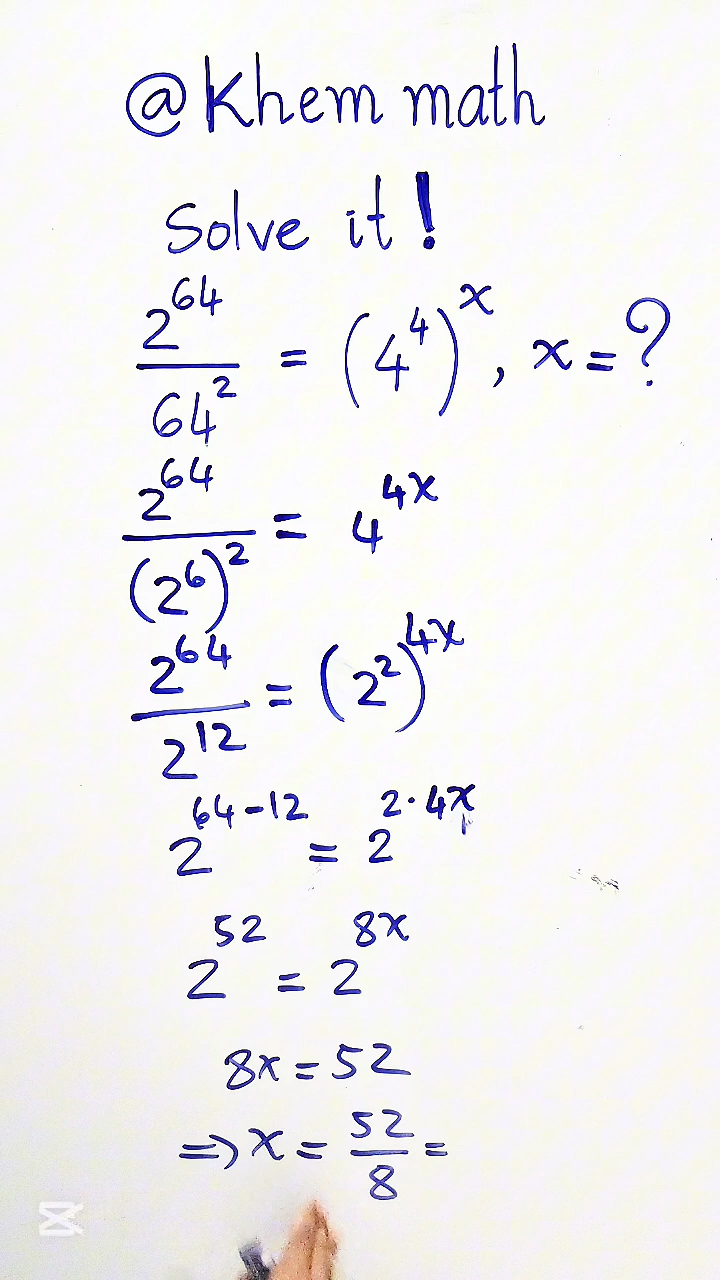 @Khem math
Solve it!
2^64 / 64^2 = (4^4)^x , x = ?
2^64 / (2^6)^2 = 4^4x
2^64 / 2^12 = (2^2)^4x
2^64-12 = 2^2·4x
2^52 = 2^8x
8x = 52
⇒ x = 52/8 =